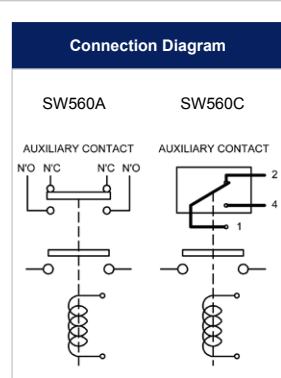 Connection Diagram
SW560A SW560C
AUXILIARY CONTACT AUXILIARY CONTACT
N'O N'C N'C N'O
2
4
1